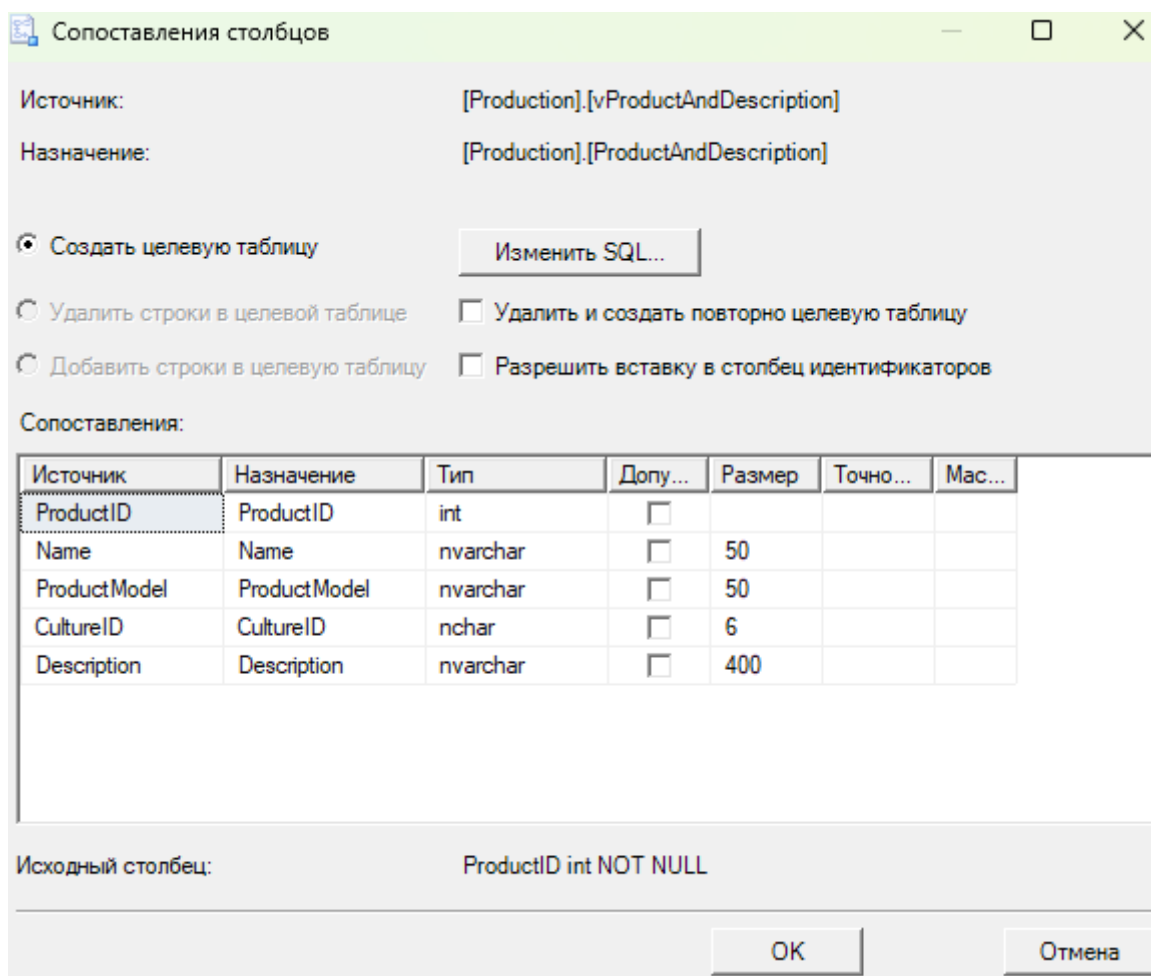 Сопоставления столбцов
Источник: [Production].[vProductAndDescription]
Назначение: [Production].[ProductAndDescription]
Создать целевую таблицу Изменить SQL...
Удалить строки в целевой таблице Удалить и создать повторно целевую таблицу
Добавить строки в целевую таблицу Разрешить вставку в столбец идентификаторов
Сопоставления:
Источник Назначение Тип Допу... Размер Точно... Мас...
ProductID ProductID int
Name Name nvarchar 50
ProductModel ProductModel nvarchar 50
CultureID CultureID nchar 6
Description Description nvarchar 400
Исходный столбец: ProductID int NOT NULL
OK Отмена